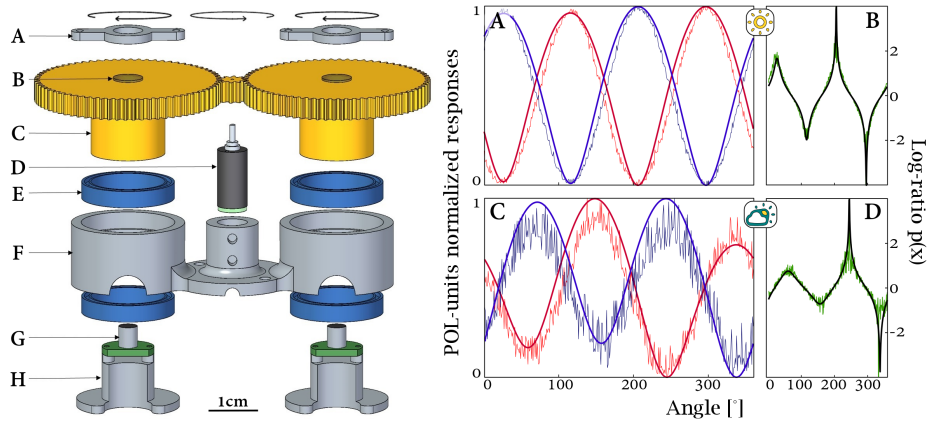 A
B
C
D
E
F
G
H
1cm
POL-units normalized responses
1
0
1
0
A
B
C
D
2
0
-2
2
0
-2
Log-ratio p(X)
0
100
200
300
0
100
200
300
Angle [°]